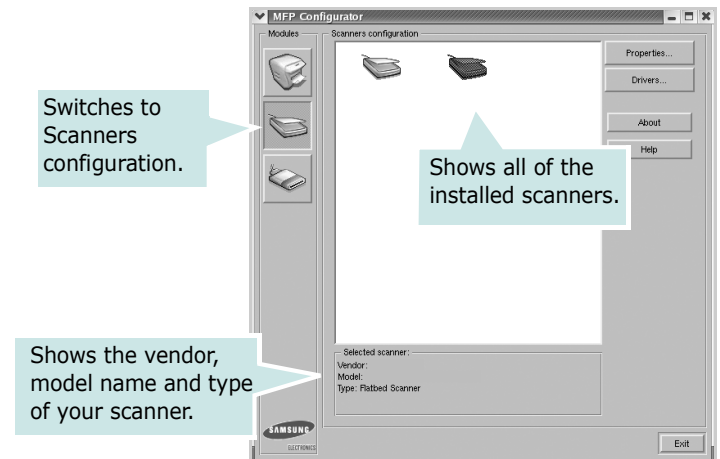 MFP Configurator
Modules
Scanners configuration
Properties...
Drivers...
About
Help
Switches to
Scanners
configuration.
Shows all of the
installed scanners.
Selected scanner:
Vendor:
Model:
Type: Flatbed Scanner
Shows the vendor,
model name and type
of your scanner.
SAMSUNG
ELECTRONICS
Exit